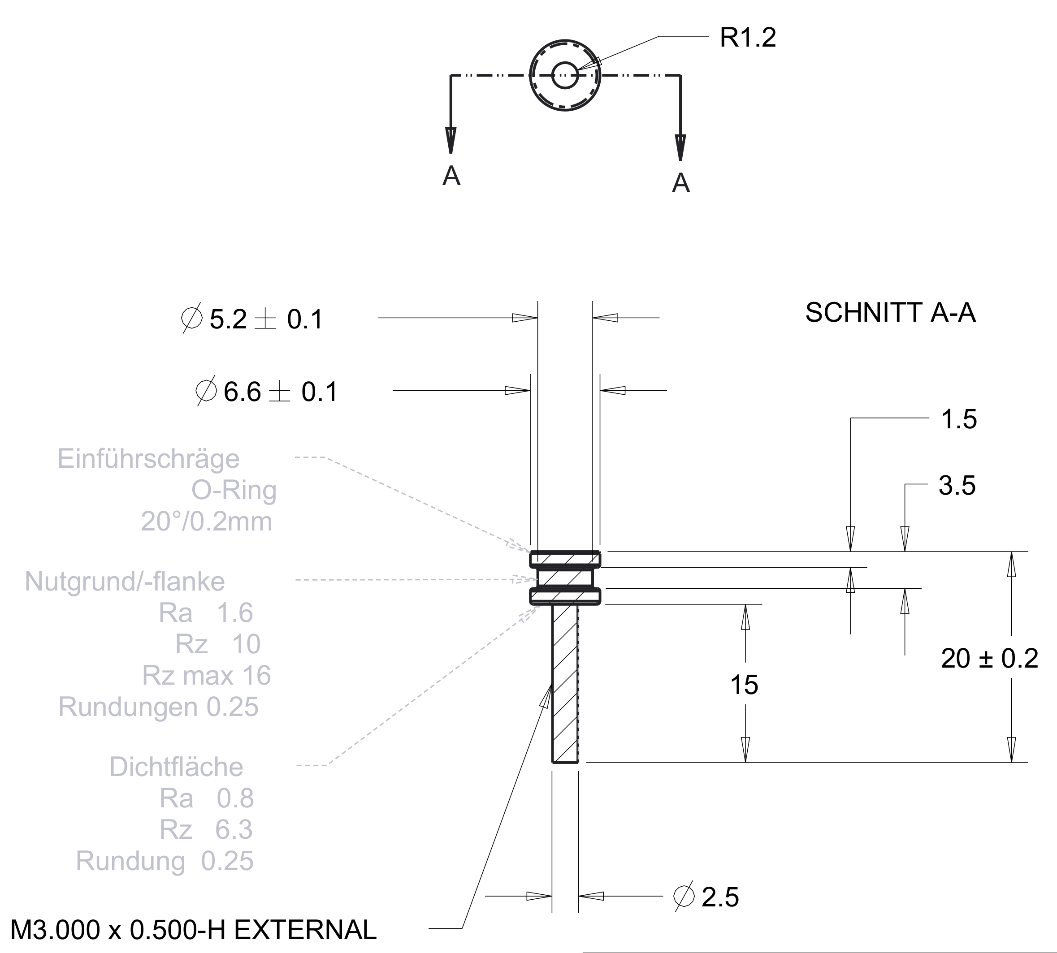 R1.2
A
A
⌀ 5.2 ± 0.1
SCHNITT A-A
⌀ 6.6 ± 0.1
1.5
3.5
Einführschräge
O-Ring
20°/0.2mm
Nutgrund/-flanke
Ra 1.6
Rz 10
Rz max 16
Rundungen 0.25
20 ± 0.2
15
Dichtfläche
Ra 0.8
Rz 6.3
Rundung 0.25
⌀ 2.5
M3.000 x 0.500-H EXTERNAL